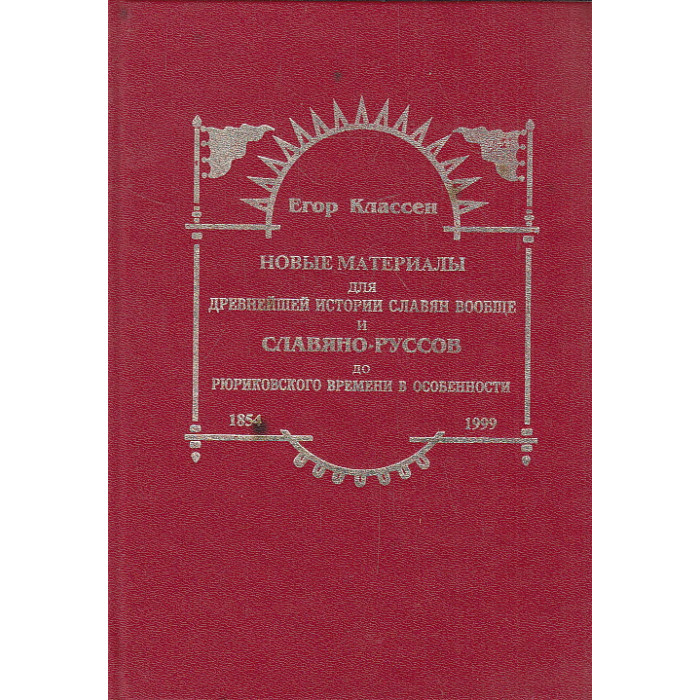 Егор Классен
НОВЫЕ МАТЕРИАЛЫ
ДЛЯ
ДРЕВНЕЙШЕЙ ИСТОРИИ СЛАВЯН ВООБЩЕ
И
СЛАВЯНО-РУССОВ
ДО
РЮРИКОВСКОГО ВРЕМЕНИ В ОСОБЕННОСТИ
1854 1999